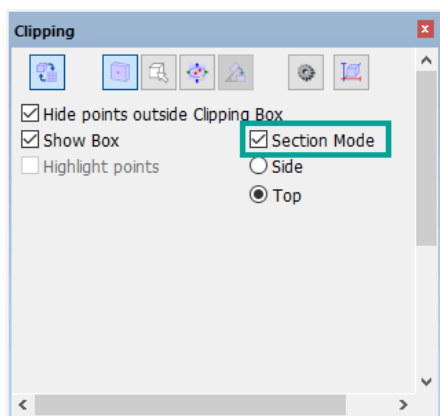 Clipping
Hide points outside Clipping Box
Show Box
Section Mode
Highlight points
Side
Top